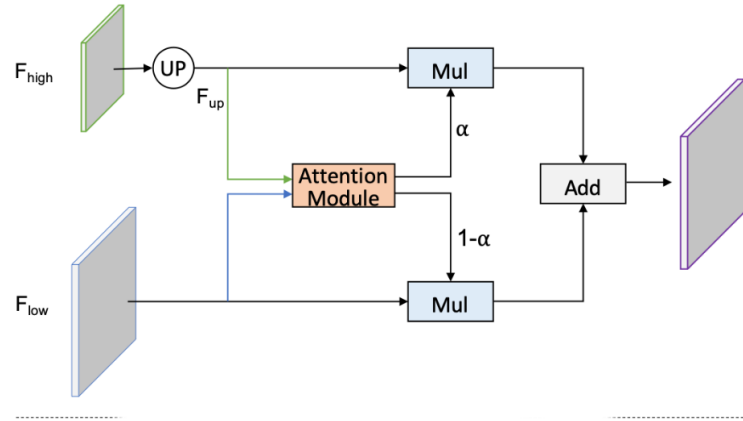 F_high
UP
F_up
Mul
α
Attention
Module
Add
1-α
F_low
Mul